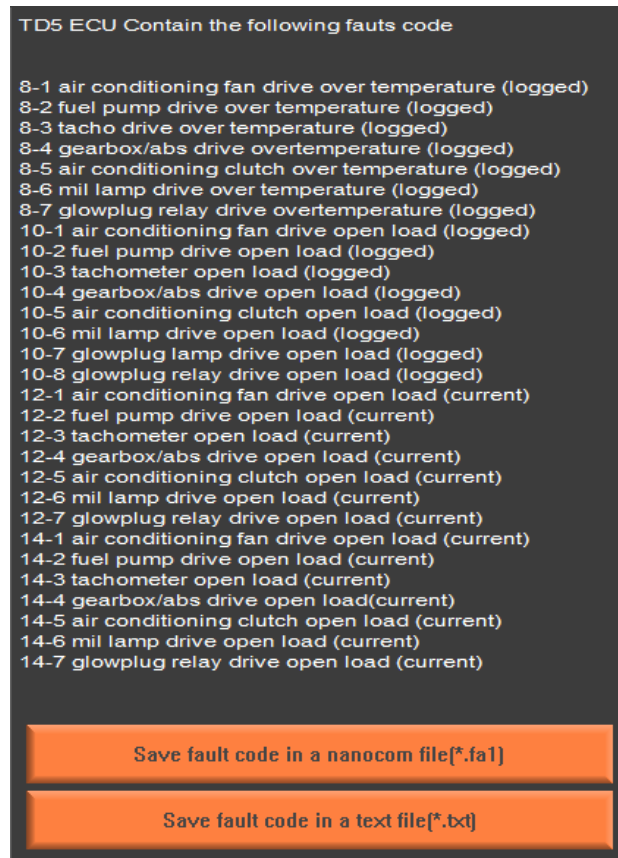 TD5 ECU Contain the following fauts code
8-1 air conditioning fan drive over temperature (logged)
8-2 fuel pump drive over temperature (logged)
8-3 tacho drive over temperature (logged)
8-4 gearbox/abs drive overtemperature (logged)
8-5 air conditioning clutch over temperature (logged)
8-6 mil lamp drive over temperature (logged)
8-7 glowplug relay drive overtemperature (logged)
10-1 air conditioning fan drive open load (logged)
10-2 fuel pump drive open load (logged)
10-3 tachometer open load (logged)
10-4 gearbox/abs drive open load (logged)
10-5 air conditioning clutch open load (logged)
10-6 mil lamp drive open load (logged)
10-7 glowplug lamp drive open load (logged)
10-8 glowplug relay drive open load (logged)
12-1 air conditioning fan drive open load (current)
12-2 fuel pump drive open load (current)
12-3 tachometer open load (current)
12-4 gearbox/abs drive open load (current)
12-5 air conditioning clutch open load (current)
12-6 mil lamp drive open load (current)
12-7 glowplug relay drive open load (current)
14-1 air conditioning fan drive open load (current)
14-2 fuel pump drive open load (current)
14-3 tachometer open load (current)
14-4 gearbox/abs drive open load(current)
14-5 air conditioning clutch open load (current)
14-6 mil lamp drive open load (current)
14-7 glowplug relay drive open load (current)
Save fault code in a nanocom file(*.fa1)
Save fault code in a text file(*.txt)